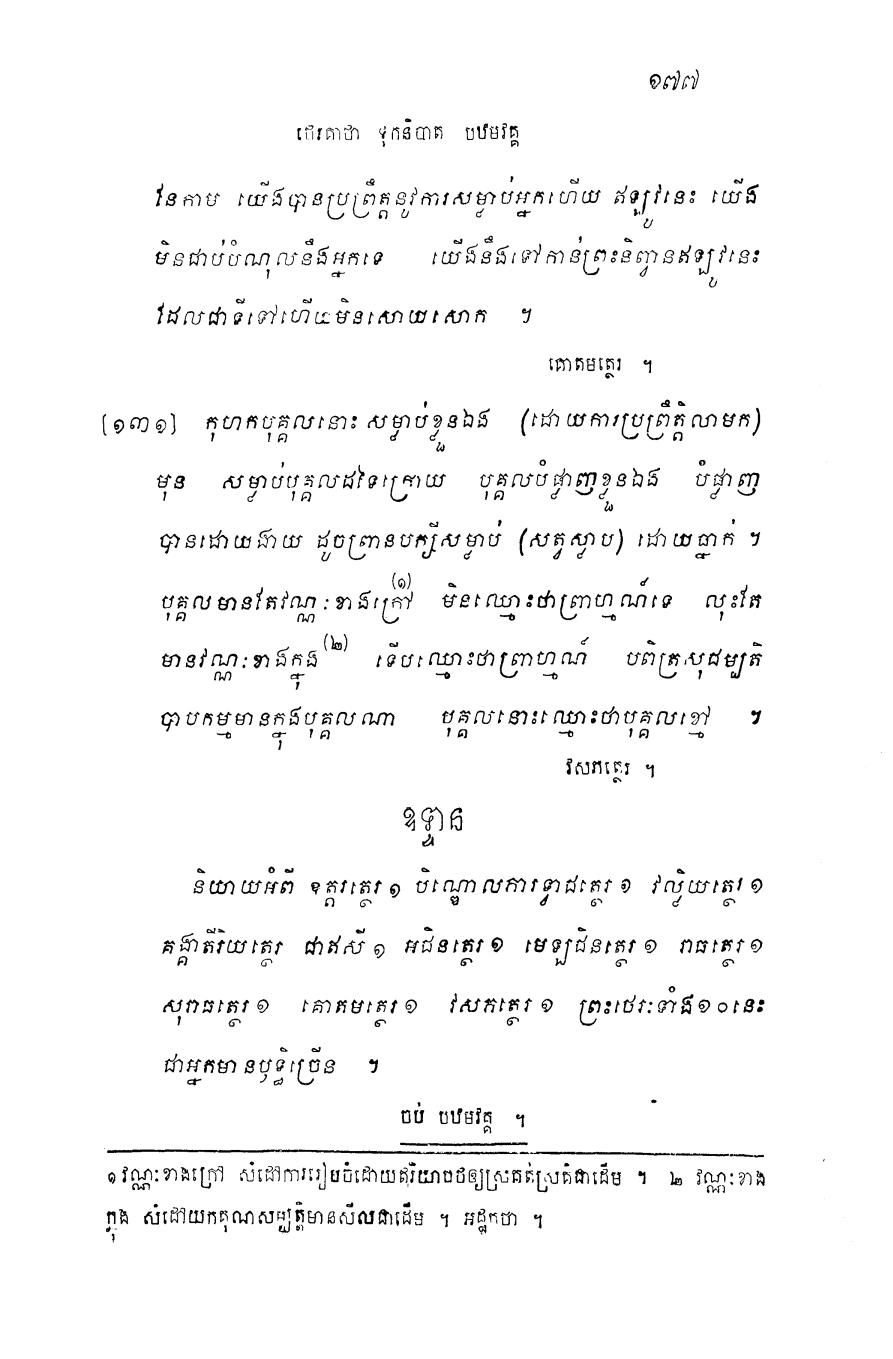 ១៧៧
ថេរគាថា ទុកនិបាត បឋមវគ្គ
នៃកាម យើងបានប្រព្រឹត្តនូវការសម្លាប់អ្នកហើយ ឥឡូវនេះ យើង
មិនជាប់បំណុលនឹងអ្នកទេ យើងនឹងទៅកាន់ព្រះនិព្វានឥឡូវនេះ
ដែលជាទីទៅហើយមិនសោយសោក ។
គោតមត្ថេរ ។
[១៣១] កុហកបុគ្គលនោះ សម្លាប់ខ្លួនឯង (ដោយការប្រព្រឹត្តិលាមក)
មុន សម្លាប់បុគ្គលដទៃក្រោយ បុគ្គលបំផ្លាញខ្លួនឯង បំផ្លាញ
បានដោយងាយ ដូចព្រានបក្សីសម្លាប់ (សត្វស្លាប) ដោយធ្នាក់ ។
បុគ្គលមានតែវណ្ណៈខាងក្រៅ(១) មិនឈ្មោះថាព្រាហ្មណ៍ទេ លុះតែ
មានវណ្ណៈខាងក្នុង(២) ទើបឈ្មោះថាព្រាហ្មណ៍ បពិត្រសុជម្បតិ
បាបកម្មមានក្នុងបុគ្គលណា បុគ្គលនោះឈ្មោះថាបុគ្គលខ្មៅ ។
វសភត្ថេរ ។
ឧទ្ទាន
និយាយអំពី ឧត្តរត្ថេរ ១ បិណ្ឌោលភារទ្វាជត្ថេរ ១ វល្លិយត្ថេរ ១
គង្គាតីរិយត្ថេរ ជាឥសី ១ អជិនត្ថេរ ១ មេឡជិនត្ថេរ ១ រាធត្ថេរ ១
សុរាធត្ថេរ ១ គោតមត្ថេរ ១ វសភត្ថេរ ១ ព្រះថេរៈទាំង១០នេះ
ជាអ្នកមានឫទ្ធិច្រើន ។
ចប់ បឋមវគ្គ ។
១ វណ្ណៈខាងក្រៅ សំដៅការរៀបចំដោយឥរិយាបថឲ្យស្រគត់ស្រគំជាដើម ។ ២ វណ្ណៈខាង
ក្នុង សំដៅយកគុណសម្បត្តិមានសីលជាដើម ។ អដ្ឋកថា ។